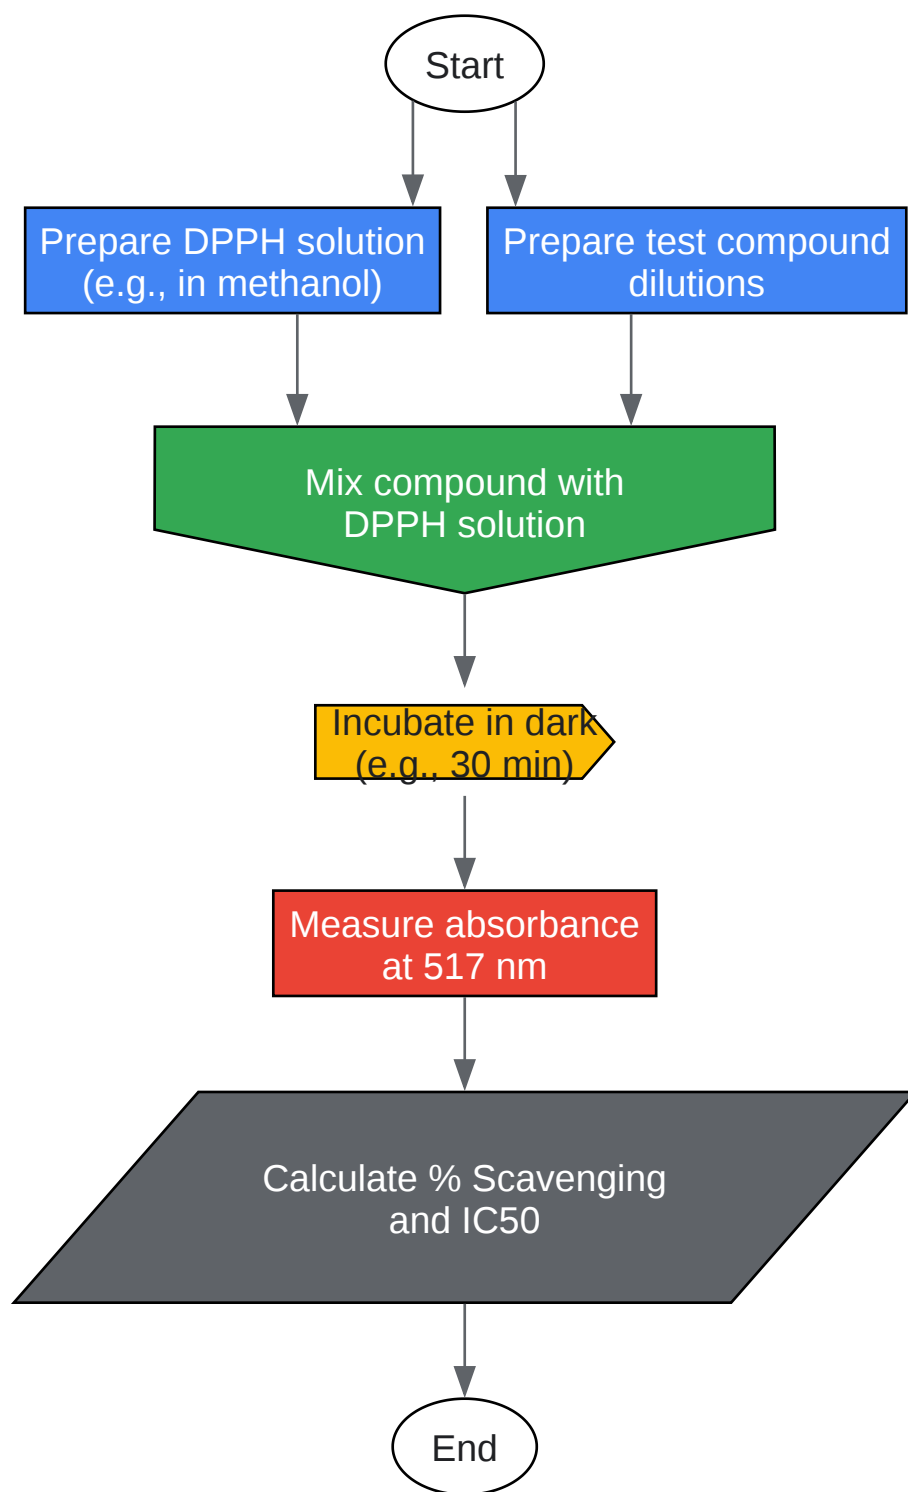 Start
Prepare DPPH solution
(e.g., in methanol)
Prepare test compound
dilutions
Mix compound with
DPPH solution
Incubate in dark
(e.g., 30 min)
Measure absorbance
at 517 nm
Calculate % Scavenging
and IC50
End